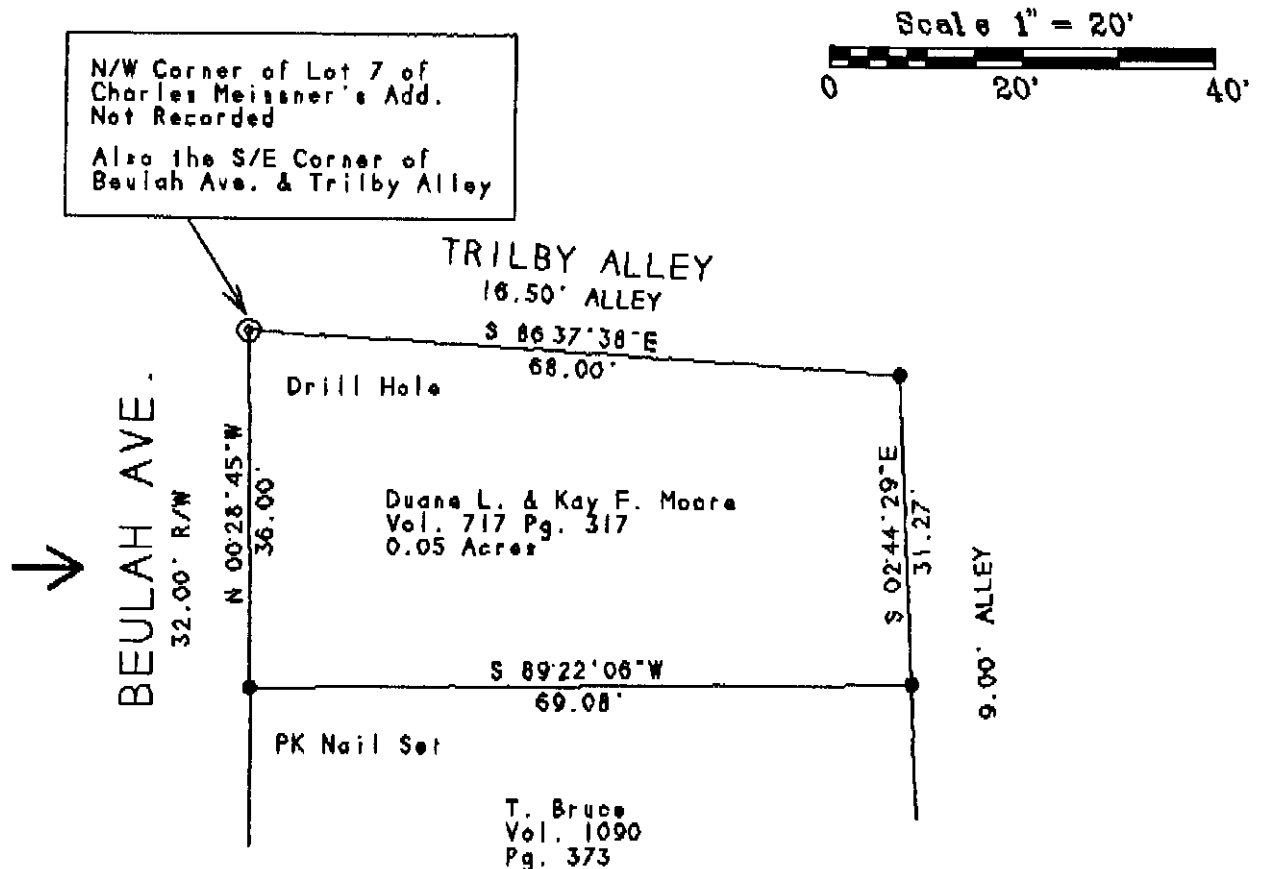 Scale 1" = 20'
0 20' 40'
N/W Corner of Lot 7 of
Charles Meissner's Add.
Not Recorded
Also the S/E Corner of
Beulah Ave. & Trilby Alley
TRILBY ALLEY
16.50' ALLEY
S 86°37'38"E
68.00'
Drill Hole
BEULAH AVE.
32.00' R/W
N 00°28'45"W
36.00'
Duane L. & Kay F. Moore
Vol. 717 Pg. 317
0.05 Acres
S 02°44'29"E
31.27'
9.00' ALLEY
S 89°22'06"W
69.08'
PK Nail Set
T. Bruce
Vol. 1090
Pg. 373